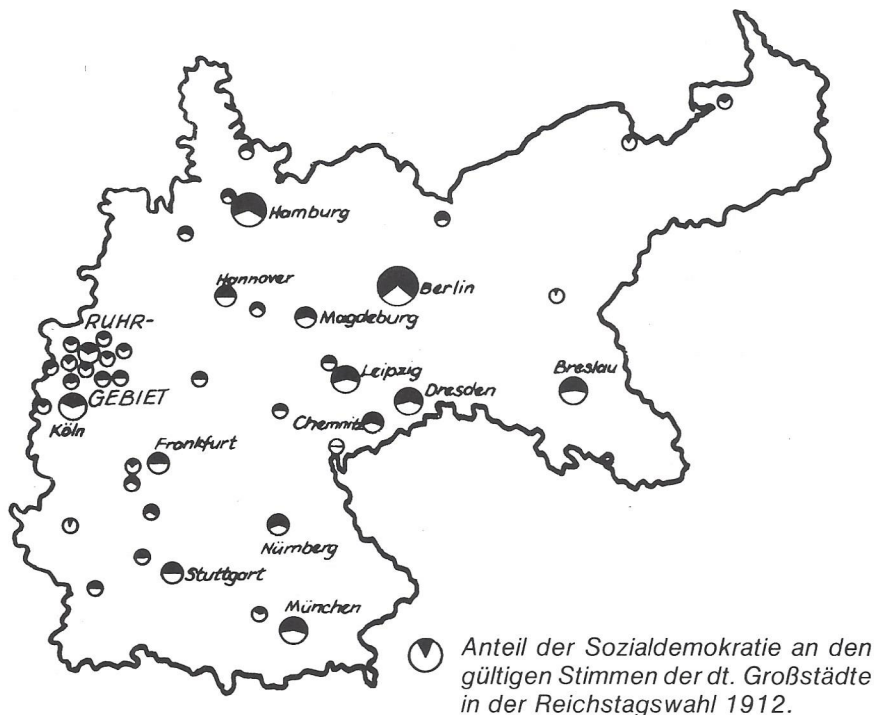 Hamburg
Hannover
Berlin
Magdeburg
RUHR-
GEBIET
Leipzig
Breslau
Dresden
Chemnitz
Köln
Frankfurt
Nürnberg
Stuttgart
München
Anteil der Sozialdemokratie an den
gültigen Stimmen der dt. Großstädte
in der Reichstagswahl 1912.